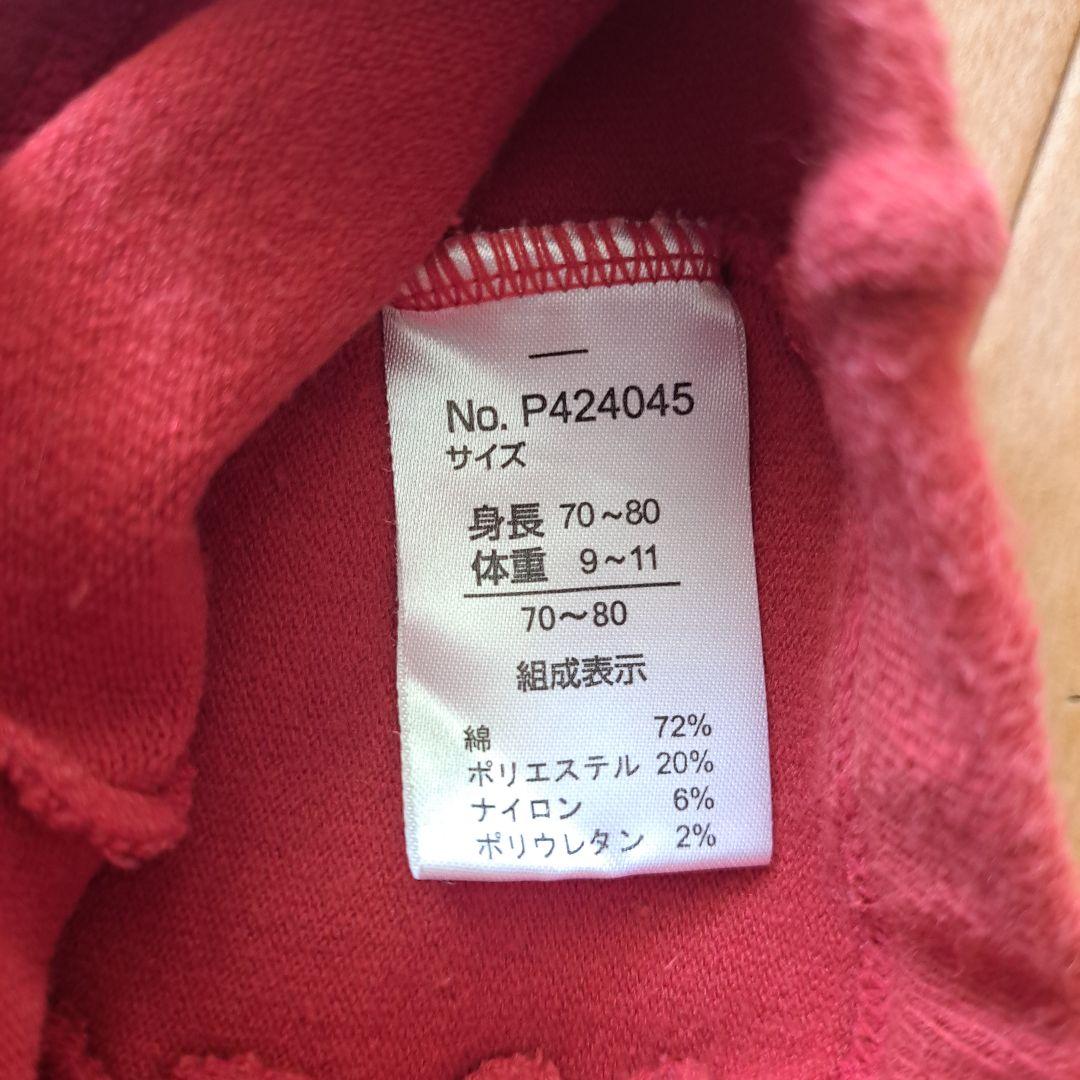 No. P424045
サイズ
身長 70～80
体重 9～11
70～80
組成表示
綿 72%
ポリエステル 20%
ナイロン 6%
ポリウレタン 2%